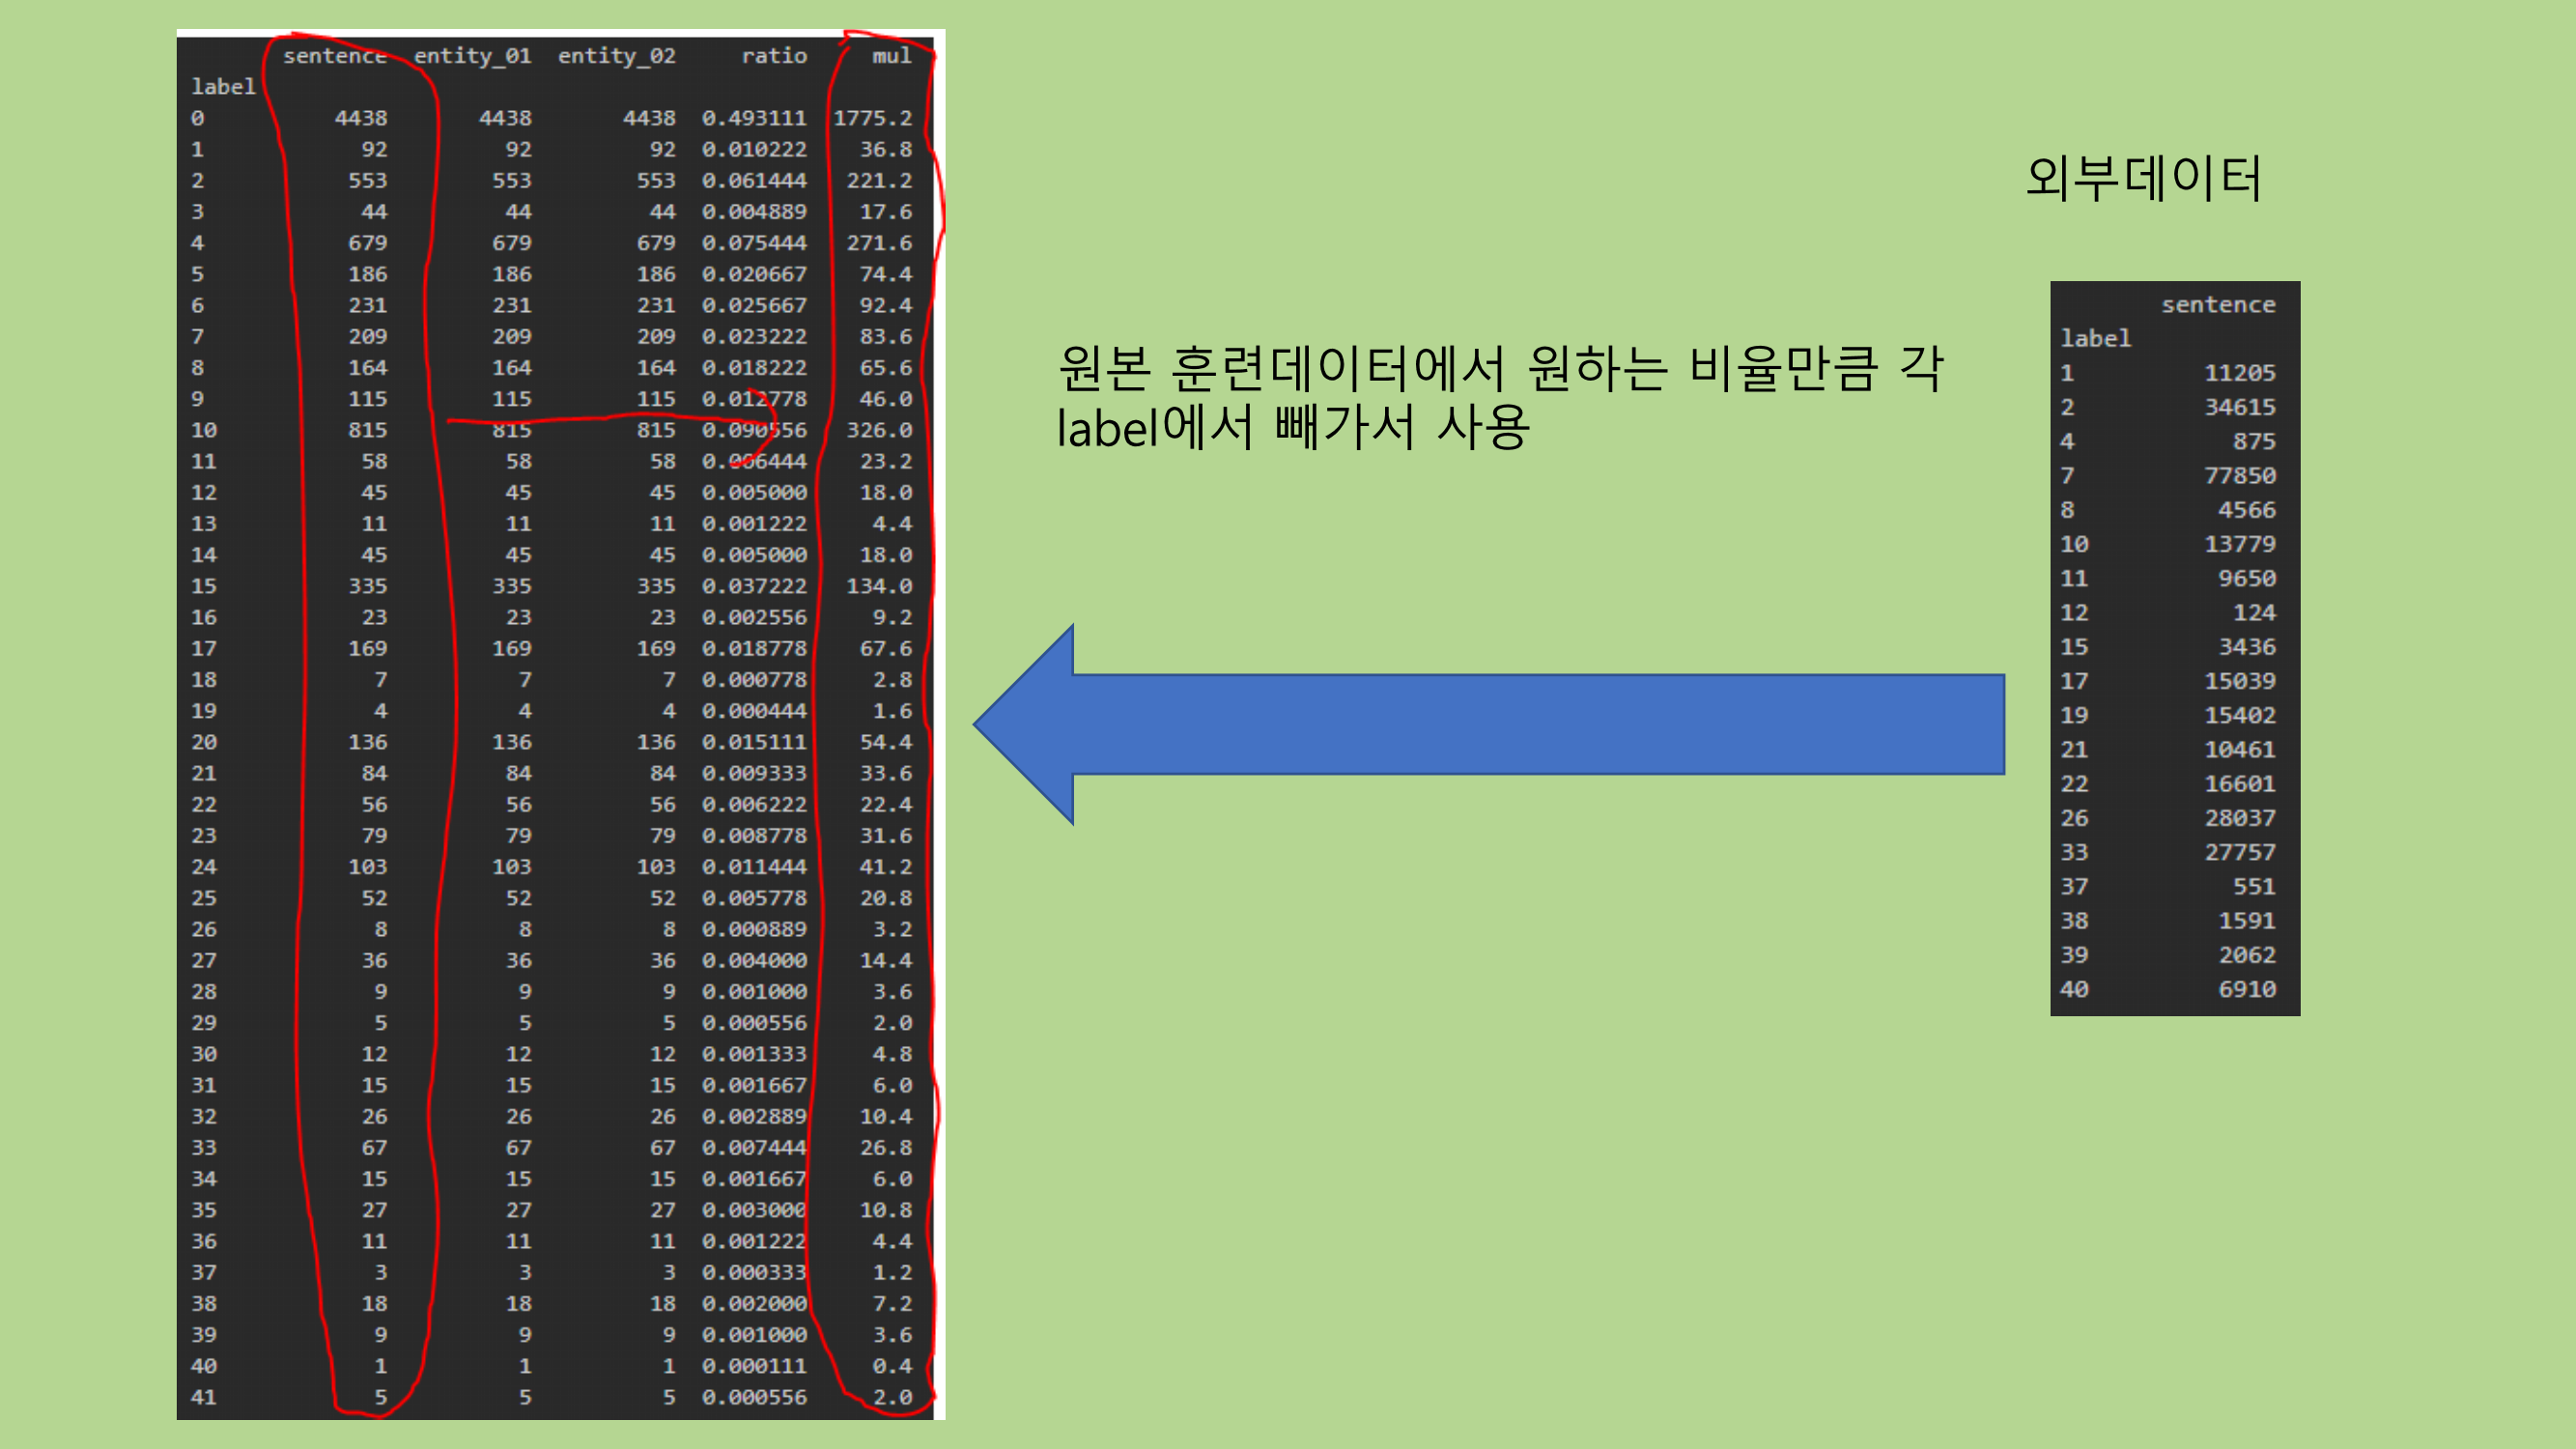 sentence entity_01 entity_02 ratio mul
label
0 4438 4438 4438 0.493111 1775.2
1 92 92 92 0.010222 36.8
2 553 553 553 0.061444 221.2
3 44 44 44 0.004889 17.6
4 679 679 679 0.075444 271.6
5 186 186 186 0.020667 74.4
6 231 231 231 0.025667 92.4
7 209 209 209 0.023222 83.6
8 164 164 164 0.018222 65.6
9 115 115 115 0.012778 46.0
10 815 815 815 0.090556 326.0
11 58 58 58 0.006444 23.2
12 45 45 45 0.005000 18.0
13 11 11 11 0.001222 4.4
14 45 45 45 0.005000 18.0
15 335 335 335 0.037222 134.0
16 23 23 23 0.002556 9.2
17 169 169 169 0.018778 67.6
18 7 7 7 0.000778 2.8
19 4 4 4 0.000444 1.6
20 136 136 136 0.015111 54.4
21 84 84 84 0.009333 33.6
22 56 56 56 0.006222 22.4
23 79 79 79 0.008778 31.6
24 103 103 103 0.011444 41.2
25 52 52 52 0.005778 20.8
26 8 8 8 0.000889 3.2
27 36 36 36 0.004000 14.4
28 9 9 9 0.001000 3.6
29 5 5 5 0.000556 2.0
30 12 12 12 0.001333 4.8
31 15 15 15 0.001667 6.0
32 26 26 26 0.002889 10.4
33 67 67 67 0.007444 26.8
34 15 15 15 0.001667 6.0
35 27 27 27 0.003000 10.8
36 11 11 11 0.001222 4.4
37 3 3 3 0.000333 1.2
38 18 18 18 0.002000 7.2
39 9 9 9 0.001000 3.6
40 1 1 1 0.000111 0.4
41 5 5 5 0.000556 2.0
원본 훈련데이터에서 원하는 비율만큼 각
label에서 빼가서 사용
외부데이터
sentence
label
1 11205
2 34615
4 875
7 77850
8 4566
10 13779
11 9650
12 124
15 3436
17 15039
19 15402
21 10461
22 16601
26 28037
33 27757
37 551
38 1591
39 2062
40 6910